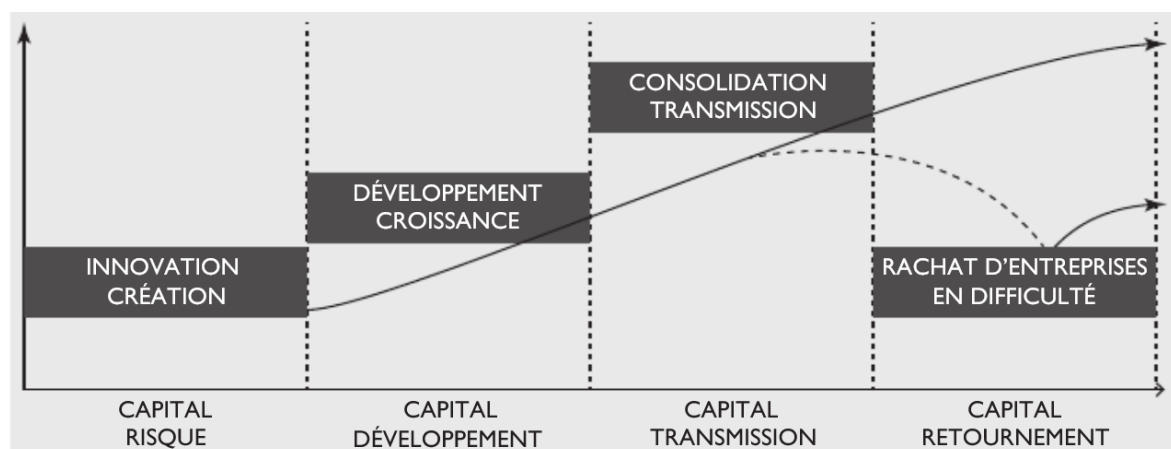 CONSOLIDATION
TRANSMISSION
DÉVELOPPEMENT
CROISSANCE
INNOVATION
CRÉATION
RACHAT D'ENTREPRISES
EN DIFFICULTÉ
CAPITAL
RISQUE
CAPITAL
DÉVELOPPEMENT
CAPITAL
TRANSMISSION
CAPITAL
RETOURNEMENT